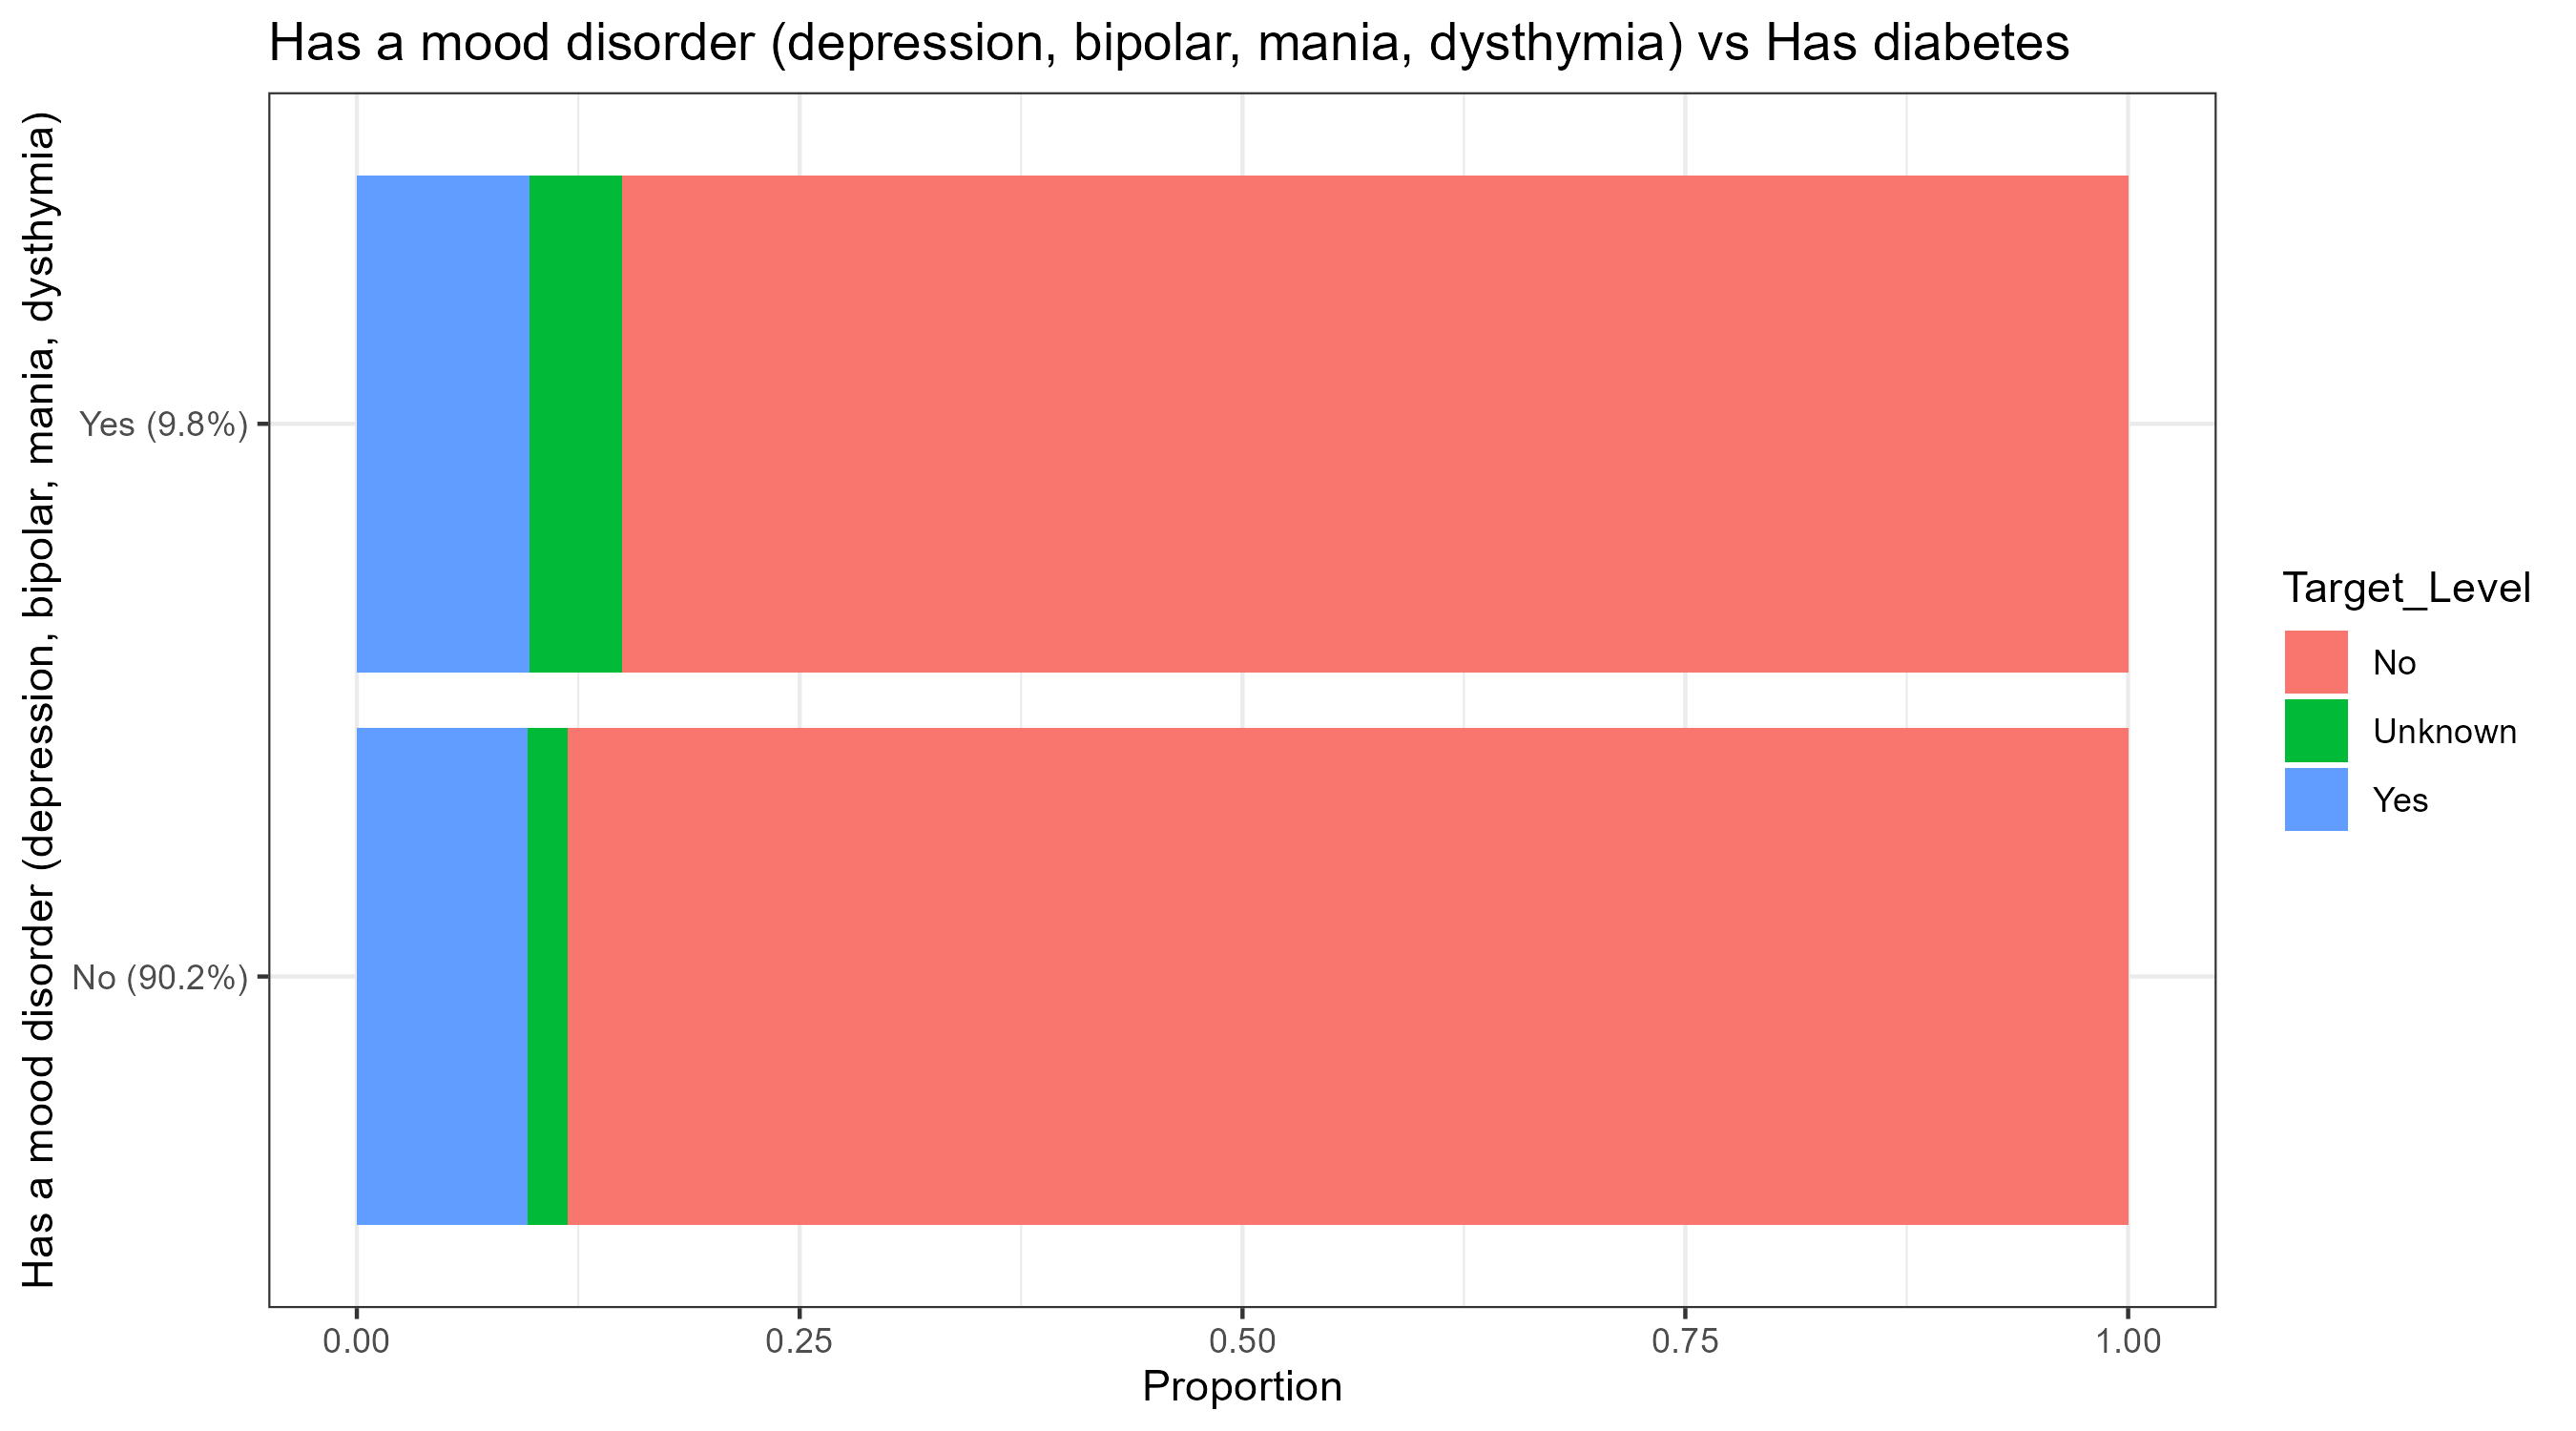 Has a mood disorder (depression, bipolar, mania, dysthymia) vs Has diabetes
Has a mood disorder (depression, bipolar, mania, dysthymia)
Yes (9.8%)
No (90.2%)
0.00
0.25
0.50
0.75
1.00
Proportion
Target_Level
No
Unknown
Yes